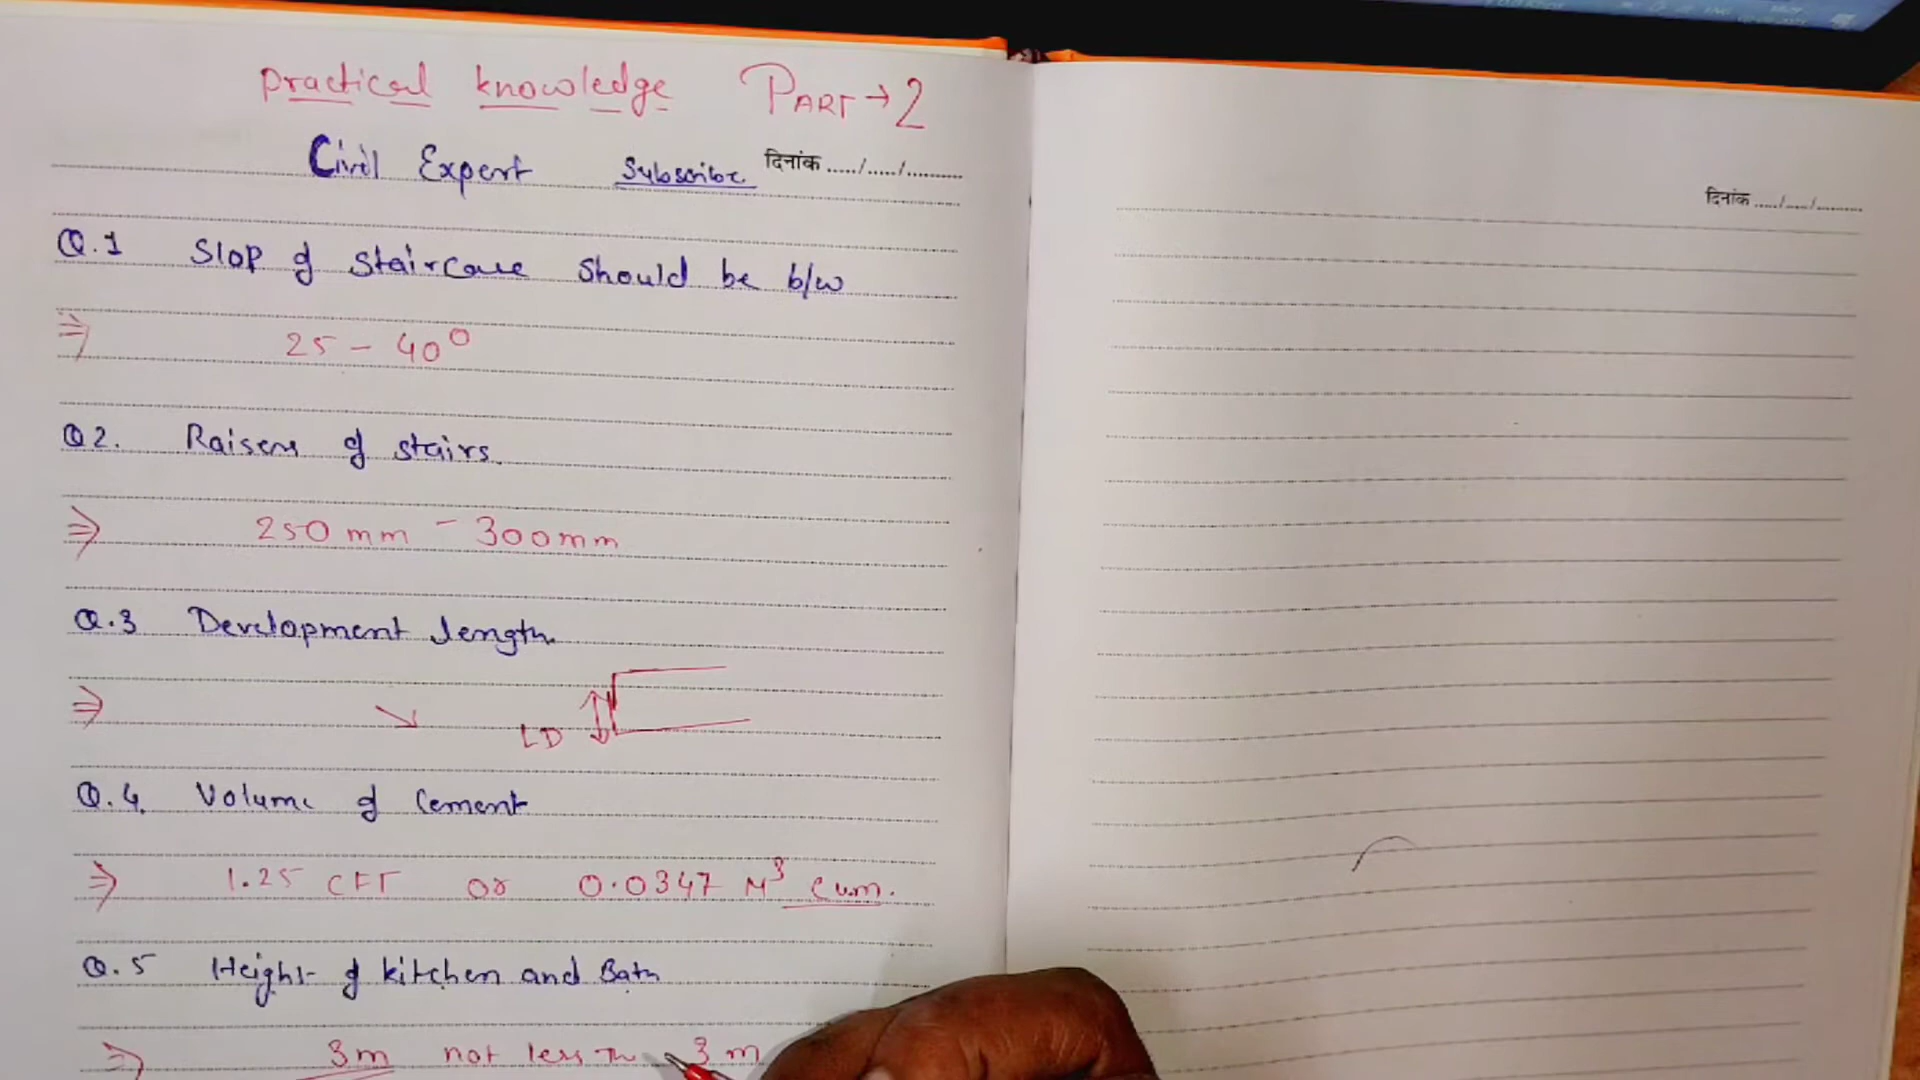 practical knowledge PART → 2
Civil Expert Subscribe दिनांक ...../...../..........
Q.1 Slop of Staircase should be b/w
⇒ 25 - 40°
Q2. Raisers of stairs
⇒ 250 mm - 300mm
Q.3 Development length
⇒ LD
Q.4. Volume of Cement
⇒ 1.25 CFT or 0.0347 M³ Cum.
Q.5 Height of kitchen and Bath
⇒ 3m not less 3m
दिनांक ...../...../..........